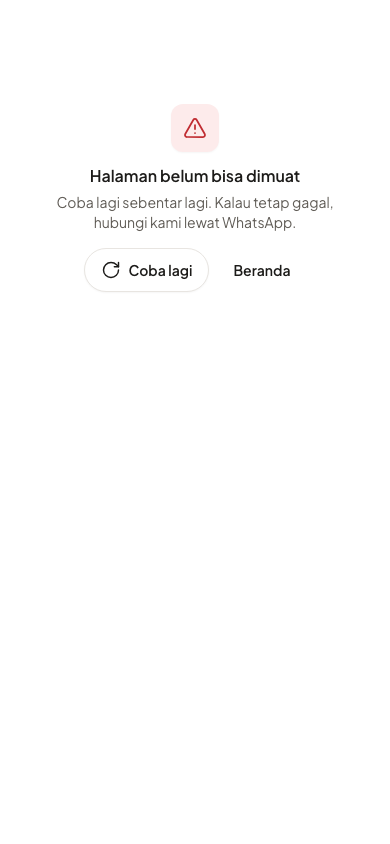 Halaman belum bisa dimuat
Coba lagi sebentar lagi. Kalau tetap gagal,
hubungi kami lewat WhatsApp.
Coba lagi
Beranda